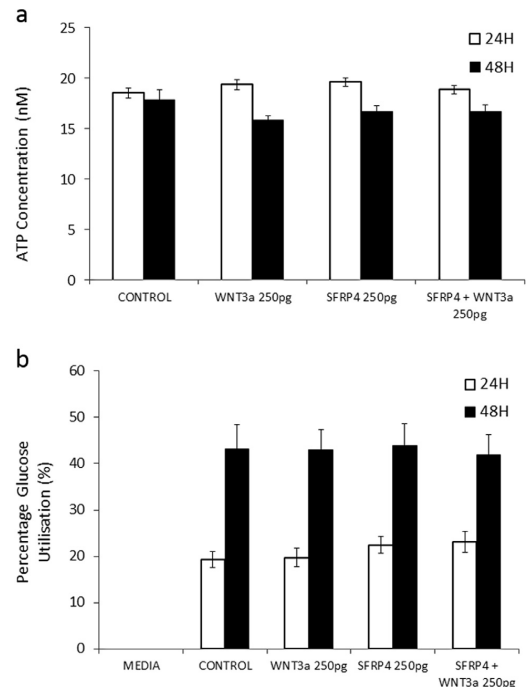 a
25
20
15
10
5
0
ATP Concentration (nM)
24H
48H
CONTROL
WNT3a 250pg
SFRP4 250pg
SFRP4 + WNT3a
250pg
b
60
50
40
30
20
10
0
Percentage Glucose
Utilisation (%)
24H
48H
MEDIA
CONTROL
WNT3a 250pg
SFRP4 250pg
SFRP4 +
WNT3a 250pg